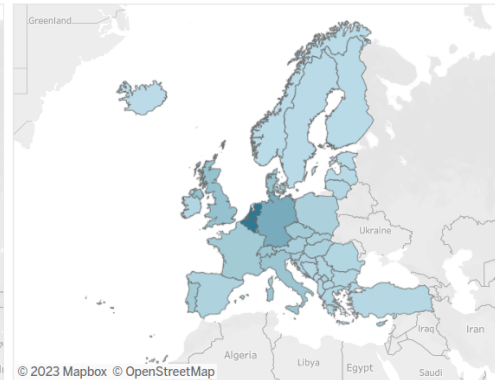 Greenland
Ukraine
Iraq
Iran
Algeria
Libya
Egypt
Saudi
© 2023 Mapbox © OpenStreetMap